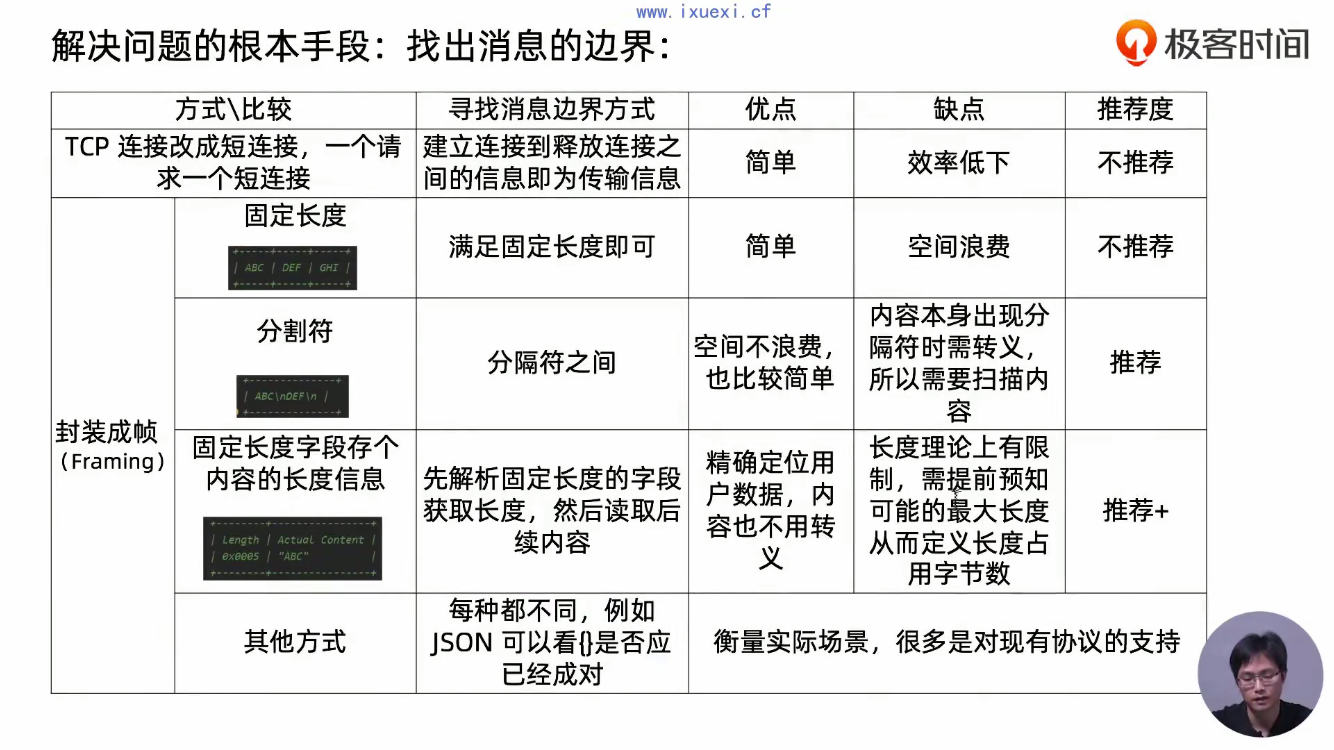 www.ixuexi.cf
解决问题的根本手段：找出消息的边界：
极客时间
方式\比较
寻找消息边界方式
优点
缺点
推荐度
TCP 连接改成短连接，一个请
求一个短连接
建立连接到释放连接之
间的信息即为传输信息
简单
效率低下
不推荐
封装成帧
（Framing）
固定长度
+-----+-----+-----+
| ABC | DEF | GHI |
+-----+-----+-----+
满足固定长度即可
简单
空间浪费
不推荐
分割符
+--------------+
| ABC\nDEF\n |
+--------------+
分隔符之间
空间不浪费，
也比较简单
内容本身出现分
隔符时需转义，
所以需要扫描内
容
推荐
固定长度字段存个
内容的长度信息
+--------+----------------+
| Length | Actual Content |
| 0x0005 | "ABC" |
+--------+----------------+
先解析固定长度的字段
获取长度，然后读取后
续内容
精确定位用
户数据，内
容也不用转
义
长度理论上有限
制，需提前预知
可能的最大长度
从而定义长度占
用字节数
推荐+
其他方式
每种都不同，例如
JSON 可以看{}是否应
已经成对
衡量实际场景，很多是对现有协议的支持